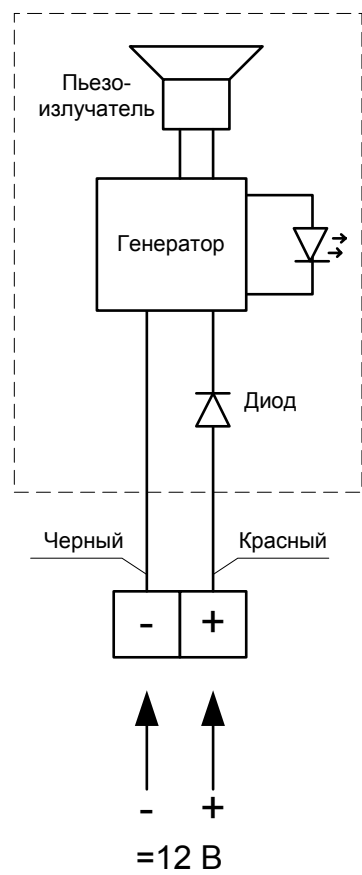 Пьезо-
излучатель
Генератор
Диод
Черный
Красный
- +
- +
=12 В